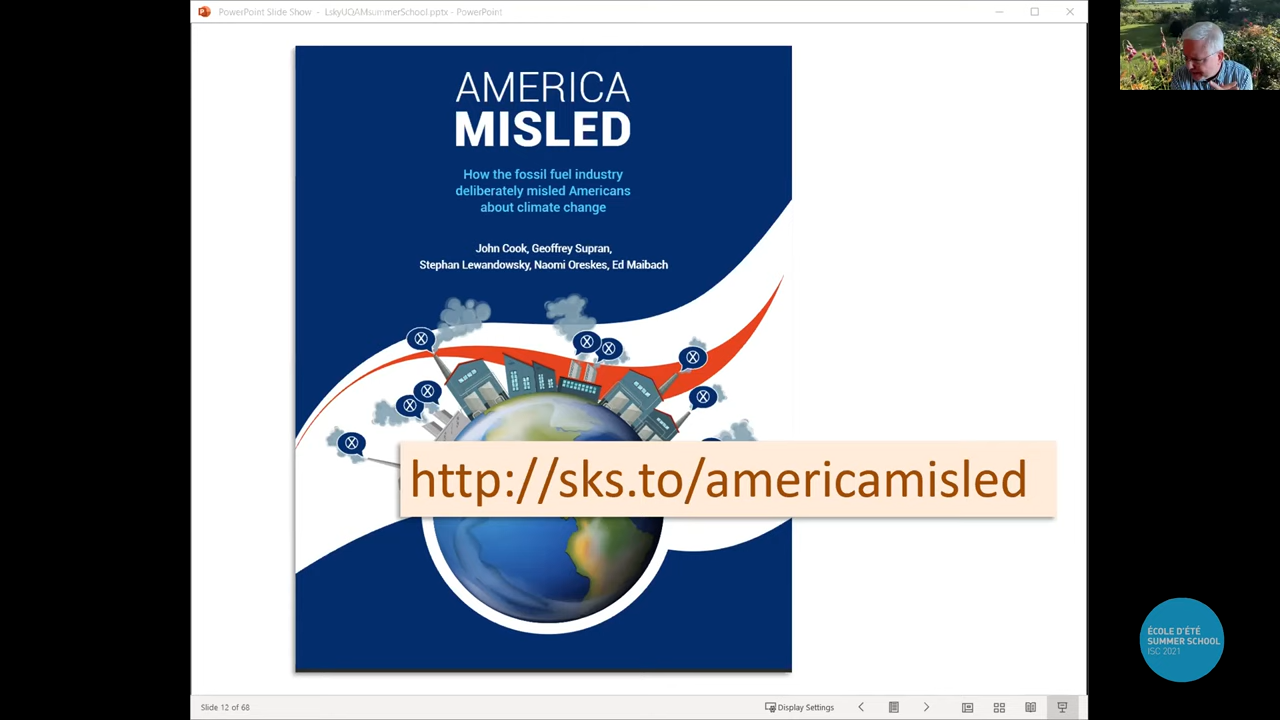 PowerPoint Slide Show - LskyUQAMsummerSchool.pptx - PowerPoint
AMERICA
MISLED
How the fossil fuel industry
deliberately misled Americans
about climate change
John Cook, Geoffrey Supran,
Stephan Lewandowsky, Naomi Oreskes, Ed Maibach
http://sks.to/americamisled
ÉCOLE D'ÉTÉ
SUMMER SCHOOL
ISC 2021
Slide 12 of 68
Display Settings